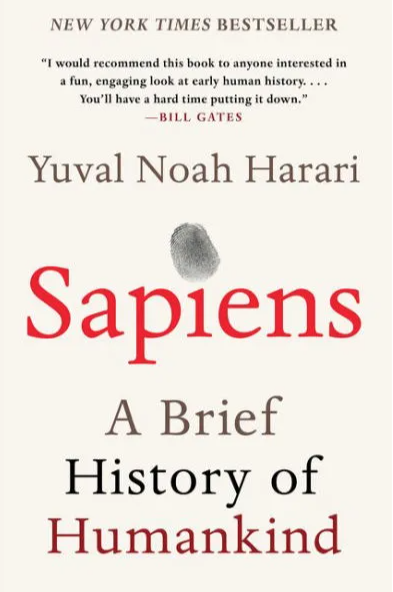 NEW YORK TIMES BESTSELLER
“I would recommend this book to anyone interested in
a fun, engaging look at early human history. . . .
You’ll have a hard time putting it down.”
—BILL GATES
Yuval Noah Harari
Sapiens
A Brief
History of
Humankind